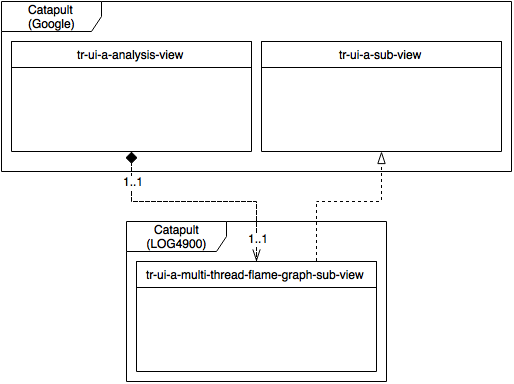 Catapult
(Google)
tr-ui-a-analysis-view
tr-ui-a-sub-view
1..1
Catapult
(LOG4900)
1..1
tr-ui-a-multi-thread-flame-graph-sub-view